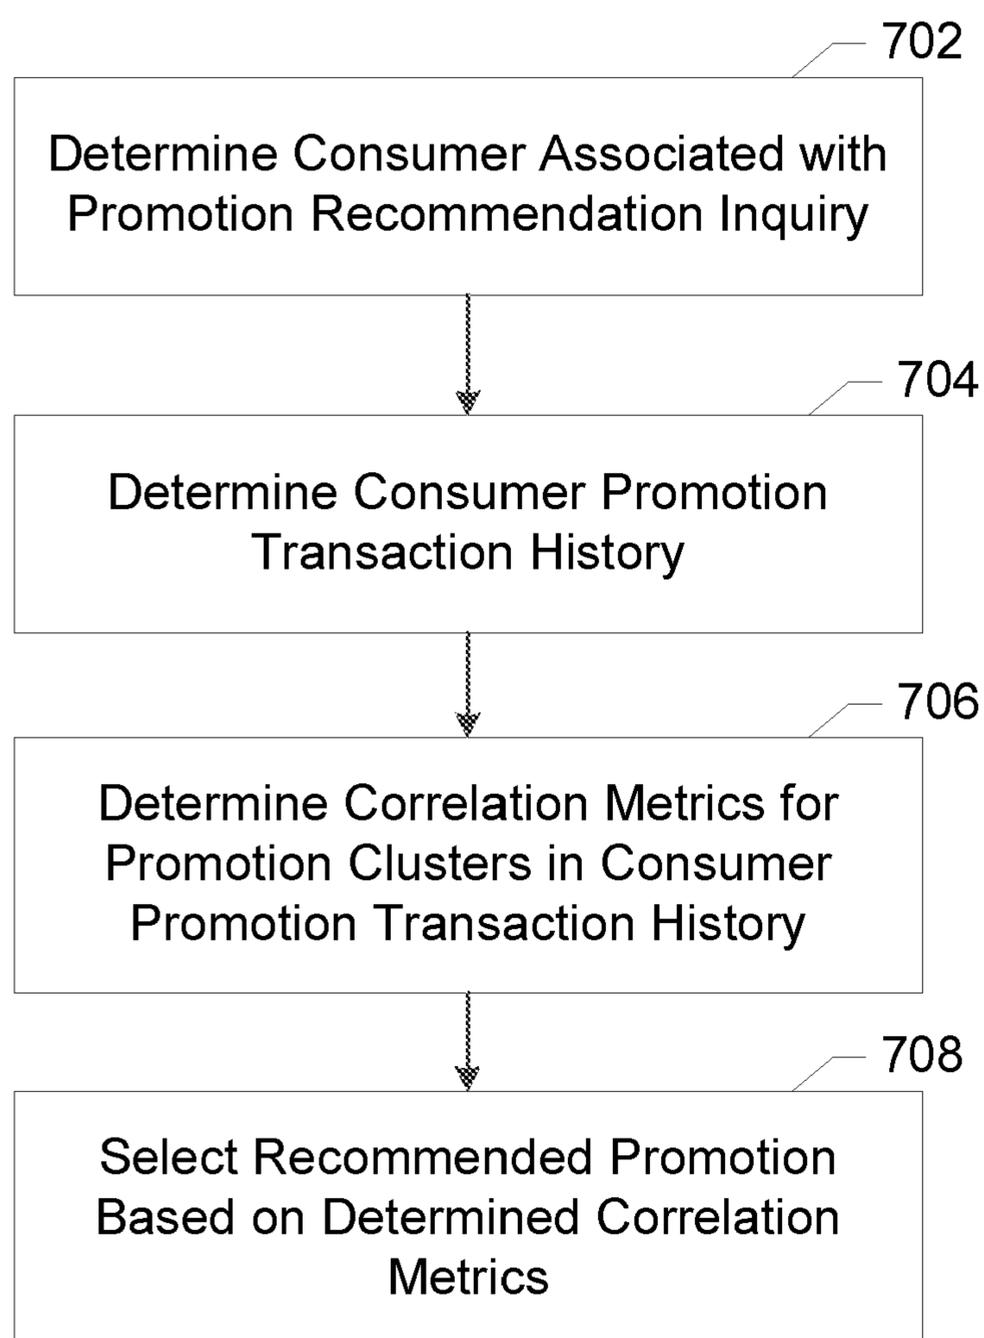 702
Determine Consumer Associated with
Promotion Recommendation Inquiry
704
Determine Consumer Promotion
Transaction History
706
Determine Correlation Metrics for
Promotion Clusters in Consumer
Promotion Transaction History
708
Select Recommended Promotion
Based on Determined Correlation
Metrics